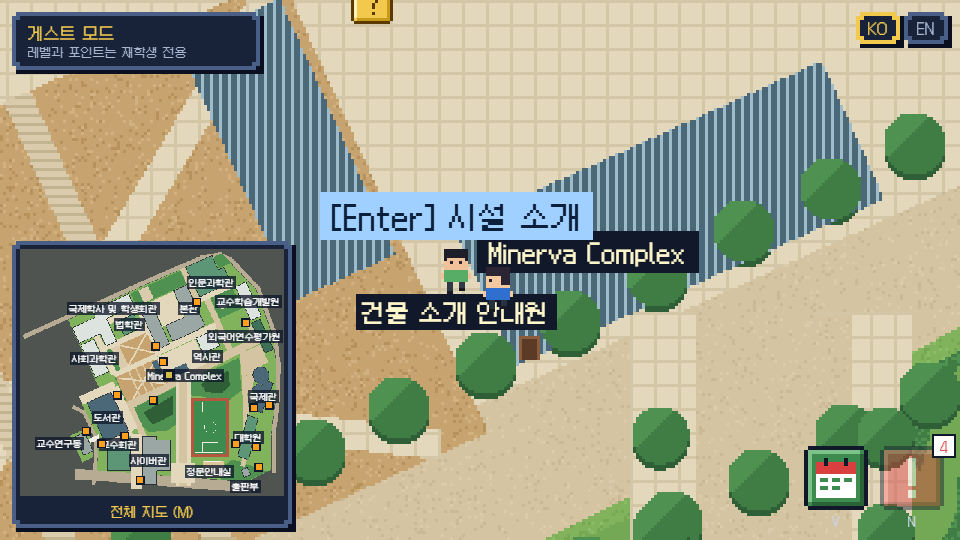 게스트 모드
레벨과 포인트는 재학생 전용
?
KO
EN
[Enter] 시설 소개
Minerva Complex
건물 소개 안내원
인문과학관
국제학사 및 학생회관
본관
교수학습개발원
법학관
외국어연수평가원
사회과학관
역사관
Minerva Complex
국제관
도서관
교수연구동
교수회관
대학원
사이버관
정문안내실
출판부
전체 지도 (M)
4
!
V
N